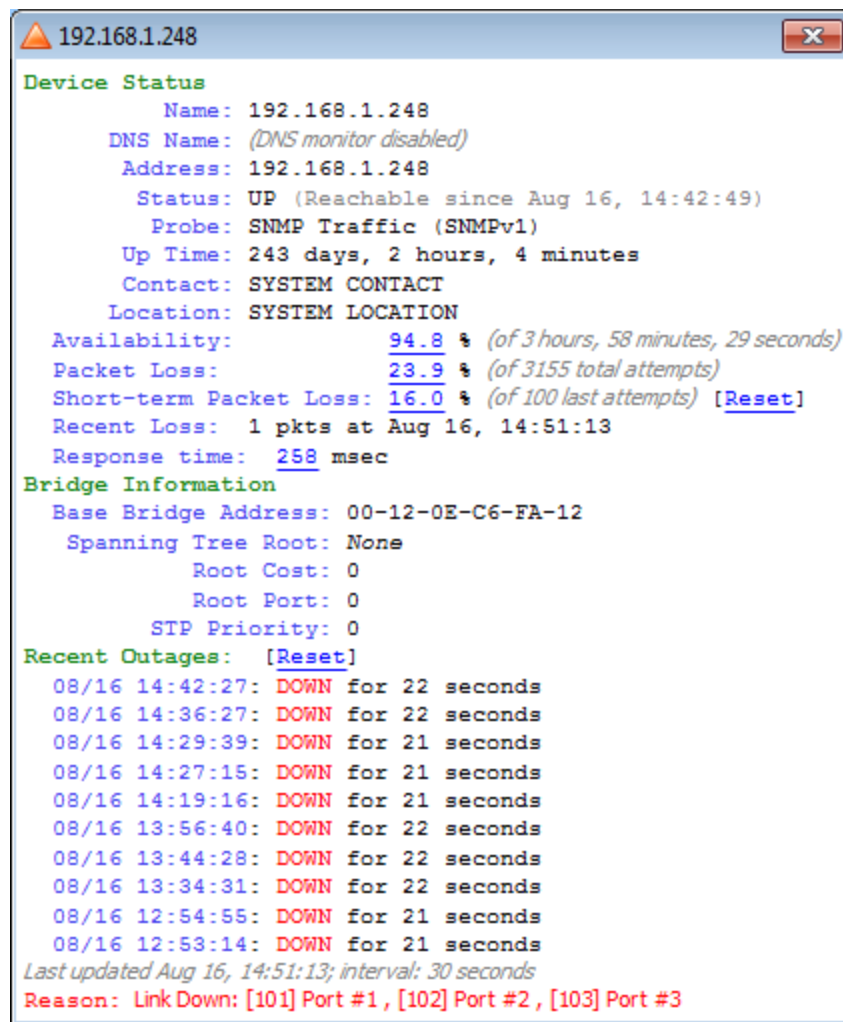 192.168.1.248
Device Status
Name: 192.168.1.248
DNS Name: (DNS monitor disabled)
Address: 192.168.1.248
Status: UP (Reachable since Aug 16, 14:42:49)
Probe: SNMP Traffic (SNMPv1)
Up Time: 243 days, 2 hours, 4 minutes
Contact: SYSTEM CONTACT
Location: SYSTEM LOCATION
Availability: 94.8 % (of 3 hours, 58 minutes, 29 seconds)
Packet Loss: 23.9 % (of 3155 total attempts)
Short-term Packet Loss: 16.0 % (of 100 last attempts) [Reset]
Recent Loss: 1 pkts at Aug 16, 14:51:13
Response time: 258 msec
Bridge Information
Base Bridge Address: 00-12-0E-C6-FA-12
Spanning Tree Root: None
Root Cost: 0
Root Port: 0
STP Priority: 0
Recent Outages: [Reset]
08/16 14:42:27: DOWN for 22 seconds
08/16 14:36:27: DOWN for 22 seconds
08/16 14:29:39: DOWN for 21 seconds
08/16 14:27:15: DOWN for 21 seconds
08/16 14:19:16: DOWN for 21 seconds
08/16 13:56:40: DOWN for 22 seconds
08/16 13:44:28: DOWN for 22 seconds
08/16 13:34:31: DOWN for 22 seconds
08/16 12:54:55: DOWN for 21 seconds
08/16 12:53:14: DOWN for 21 seconds
Last updated Aug 16, 14:51:13; interval: 30 seconds
Reason: Link Down: [101] Port #1 , [102] Port #2 , [103] Port #3